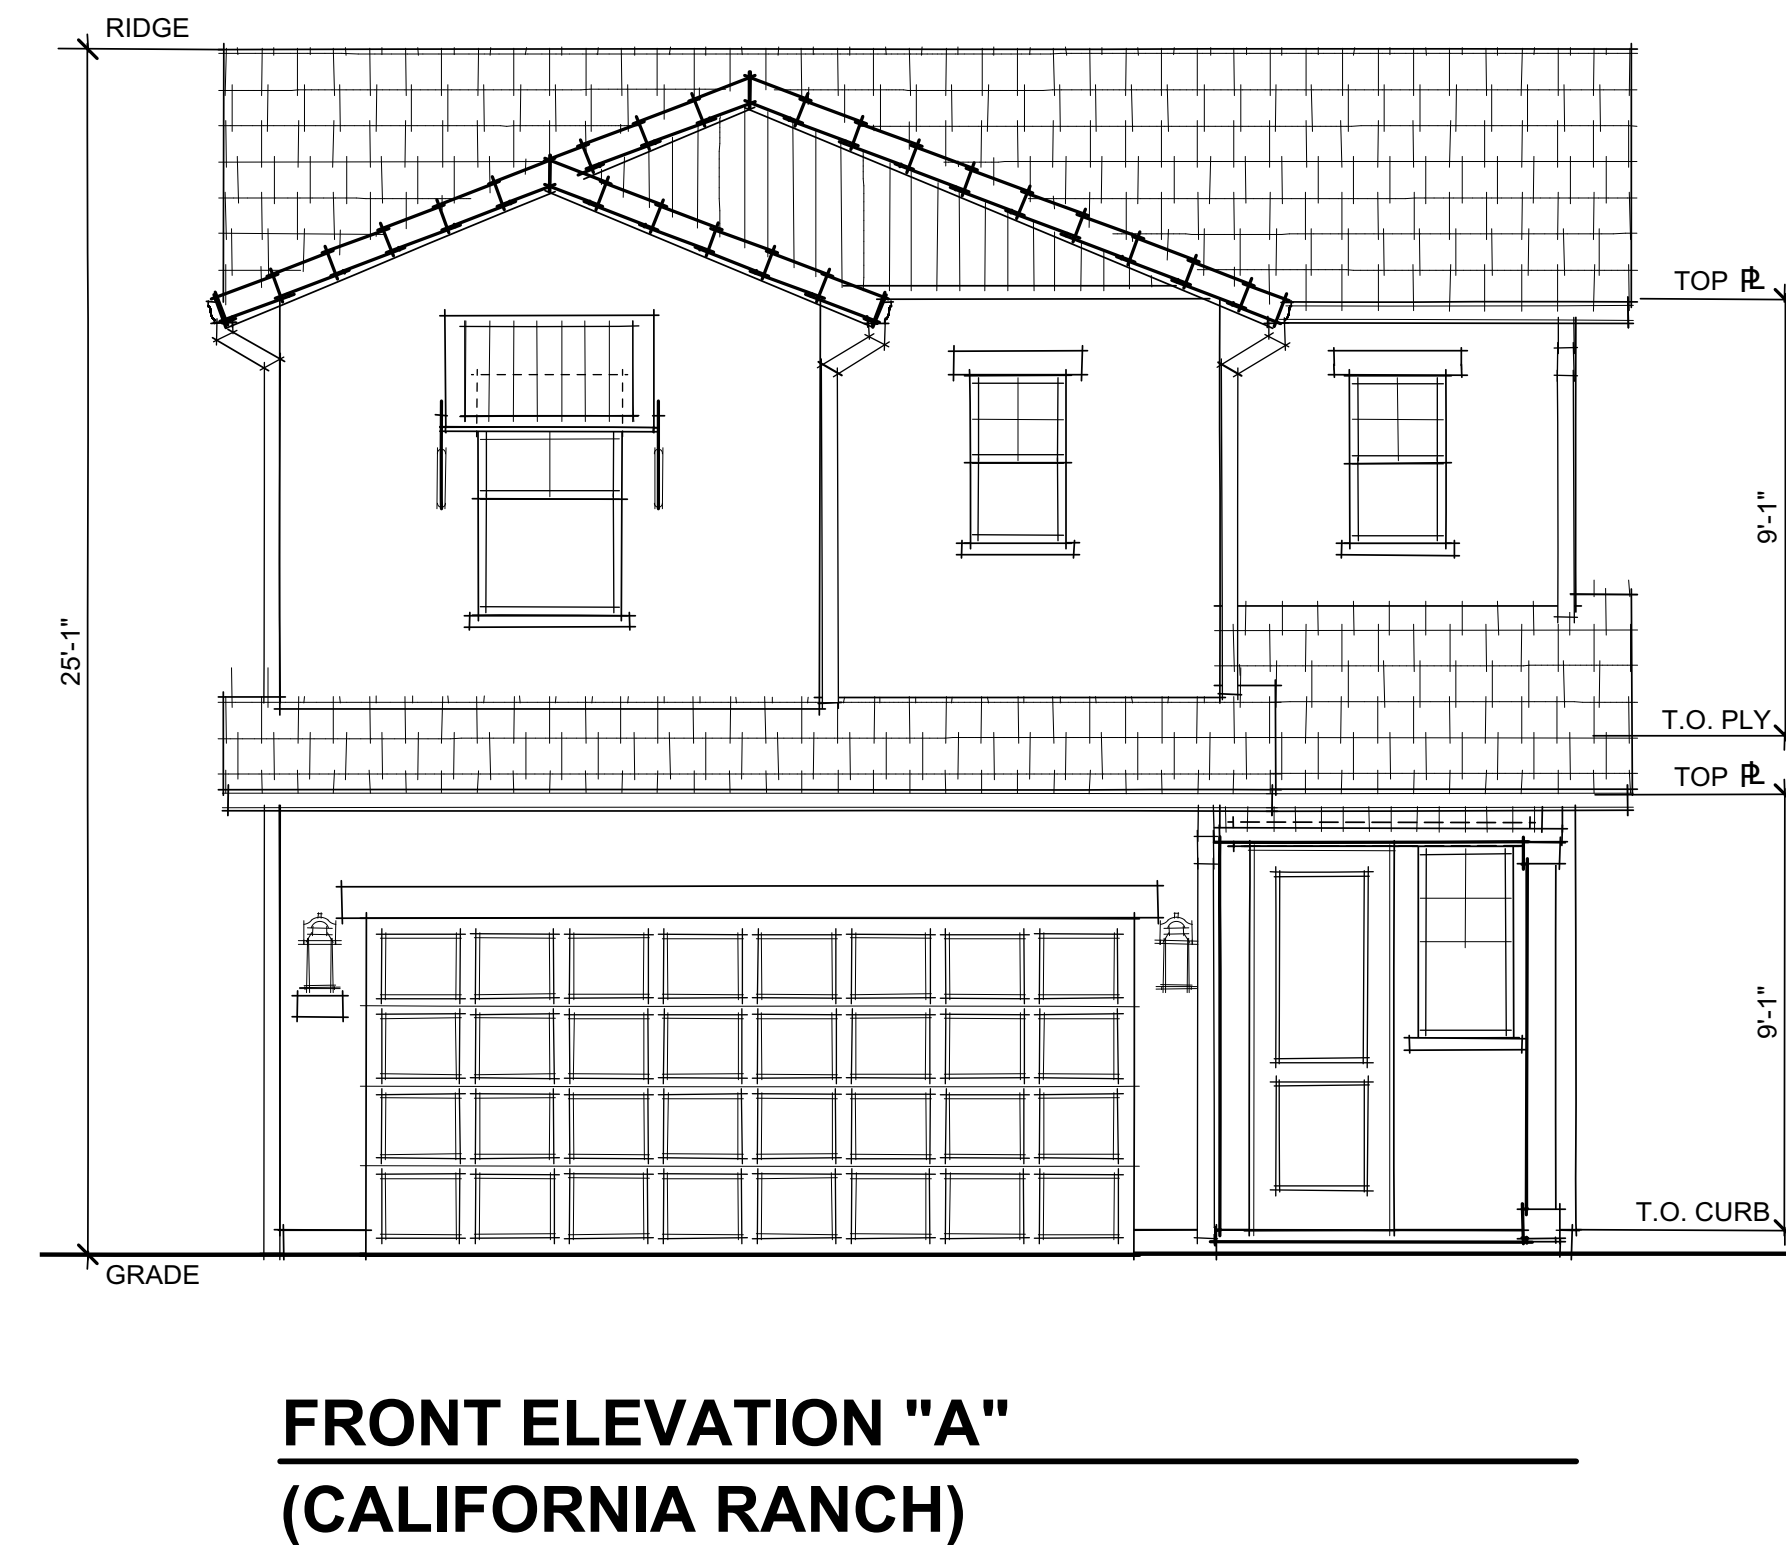 RIDGE
TOP PL
9'-1"
25'-1"
T.O. PLY
TOP PL
9'-1"
T.O. CURB
GRADE
FRONT ELEVATION "A"
(CALIFORNIA RANCH)